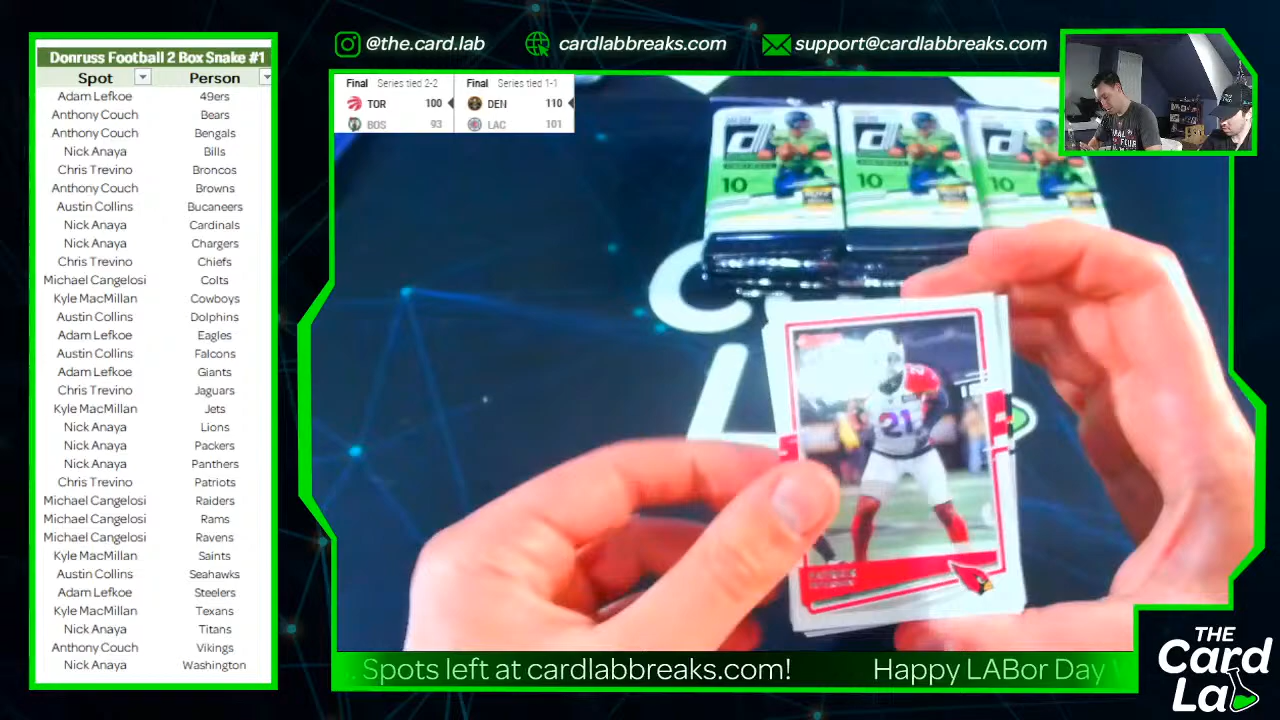 @the.card.lab
cardlabbreaks.com
support@cardlabbreaks.com
Donruss Football 2 Box Snake #1
Spot Person
Adam Lefkoe 49ers
Anthony Couch Bears
Anthony Couch Bengals
Nick Anaya Bills
Chris Trevino Broncos
Anthony Couch Browns
Austin Collins Bucaneers
Nick Anaya Cardinals
Nick Anaya Chargers
Chris Trevino Chiefs
Michael Cangelosi Colts
Kyle MacMillan Cowboys
Austin Collins Dolphins
Adam Lefkoe Eagles
Austin Collins Falcons
Adam Lefkoe Giants
Chris Trevino Jaguars
Kyle MacMillan Jets
Nick Anaya Lions
Nick Anaya Packers
Nick Anaya Panthers
Chris Trevino Patriots
Michael Cangelosi Raiders
Michael Cangelosi Rams
Michael Cangelosi Ravens
Kyle MacMillan Saints
Austin Collins Seahawks
Adam Lefkoe Steelers
Kyle MacMillan Texans
Nick Anaya Titans
Anthony Couch Vikings
Nick Anaya Washington
Final Series tied 2-2
TOR 100
BOS 93
Final Series tied 1-1
DEN 110
LAC 101
10
10
10
21
Spots left at cardlabbreaks.com!
Happy LABor Day
THE
Card
Lab